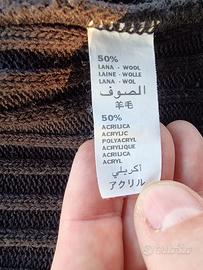 50%
LANA - WOOL
LAINE - WOLLE
LANA - WOL
الصوف
羊毛
50%
ACRILICA
ACRYLIC
POLYACRYL
ACRYLIQUE
ACRILICA
ACRYL
أكريلي
アクリル